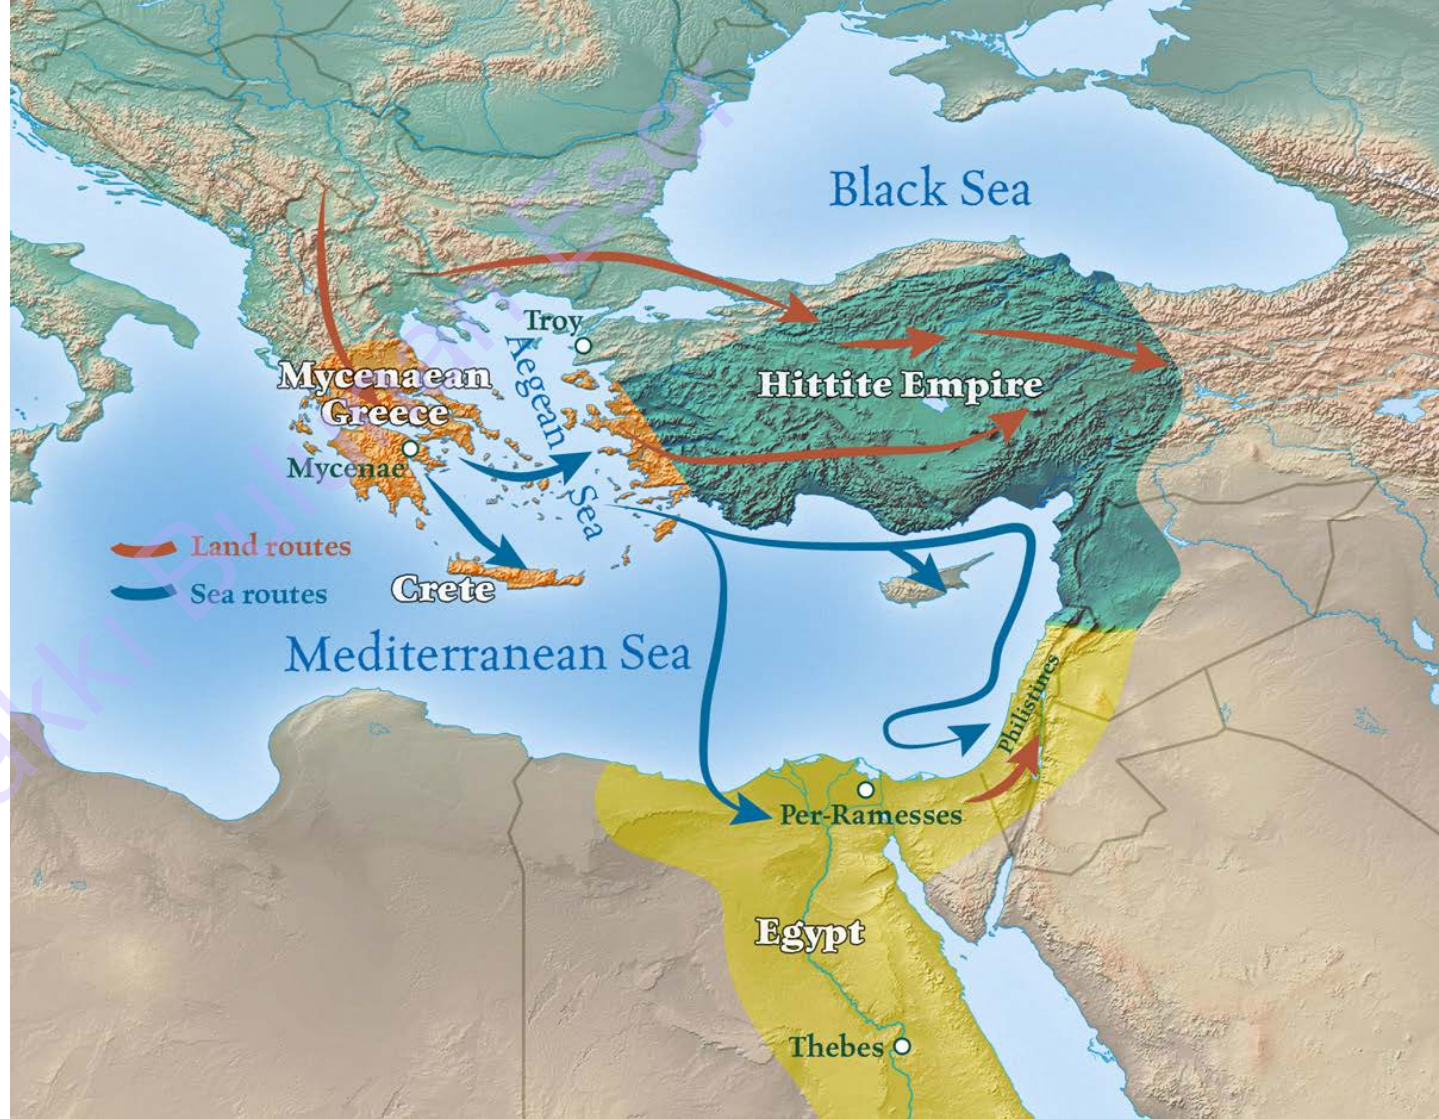 Black Sea
Troy
Aegean
Sea
Mycenaean
Greece
Hittite Empire
Mycenae
Land routes
Sea routes
Crete
Mediterranean Sea
Philistines
Per-Ramesses
Egypt
Thebes